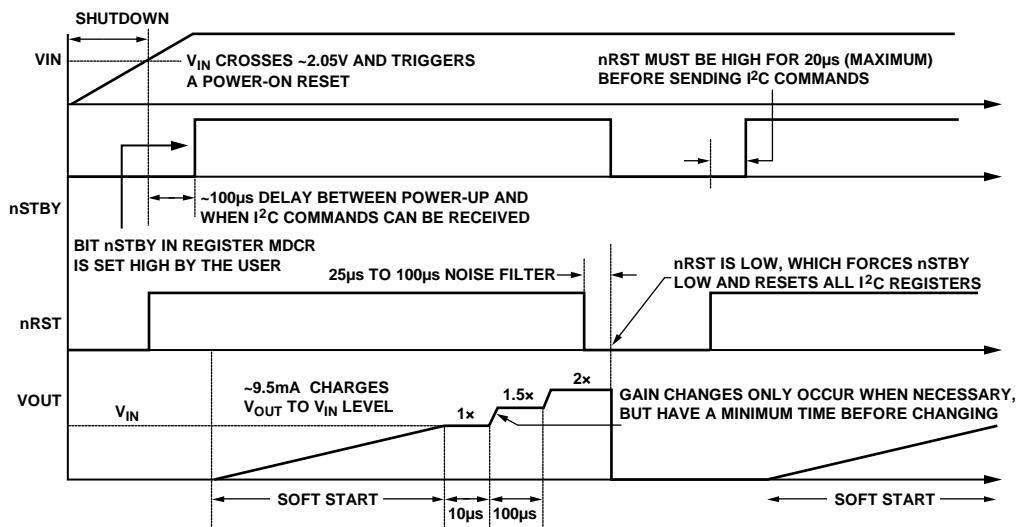 SHUTDOWN
VIN
VIN CROSSES ~2.05V AND TRIGGERS
A POWER-ON RESET
nRST MUST BE HIGH FOR 20µs (MAXIMUM)
BEFORE SENDING I2C COMMANDS
nSTBY
~100µs DELAY BETWEEN POWER-UP AND
WHEN I2C COMMANDS CAN BE RECEIVED
BIT nSTBY IN REGISTER MDCR
IS SET HIGH BY THE USER
25µs TO 100µs NOISE FILTER
nRST IS LOW, WHICH FORCES nSTBY
LOW AND RESETS ALL I2C REGISTERS
nRST
VOUT
~9.5mA CHARGES
VOUT TO VIN LEVEL
VIN
1×
1.5×
2×
GAIN CHANGES ONLY OCCUR WHEN NECESSARY,
BUT HAVE A MINIMUM TIME BEFORE CHANGING
SOFT START
10µs
100µs
SOFT START